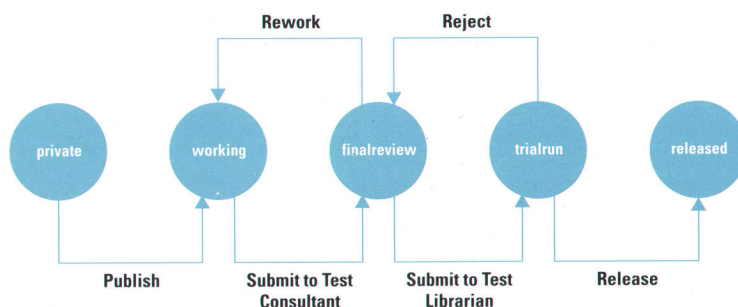 Rework
Reject
private
working
finalreview
trialrun
released
Publish
Submit to Test
Consultant
Submit to Test
Librarian
Release